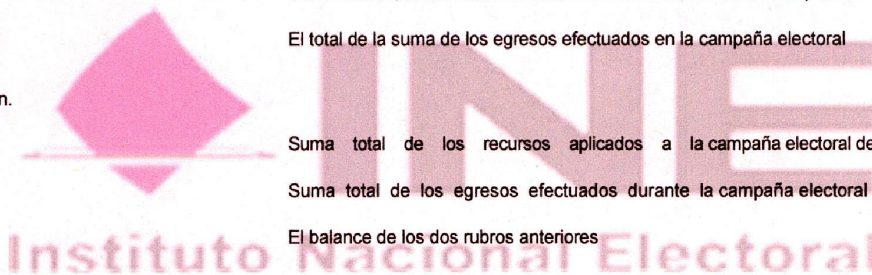 El total de la suma de los egresos efectuados en la campaña electoral
n.
INE
Suma total de los recursos aplicados a la campaña electoral de
Suma total de los egresos efectuados durante la campaña electoral
El balance de los dos rubros anteriores
Instituto Nacional Electoral